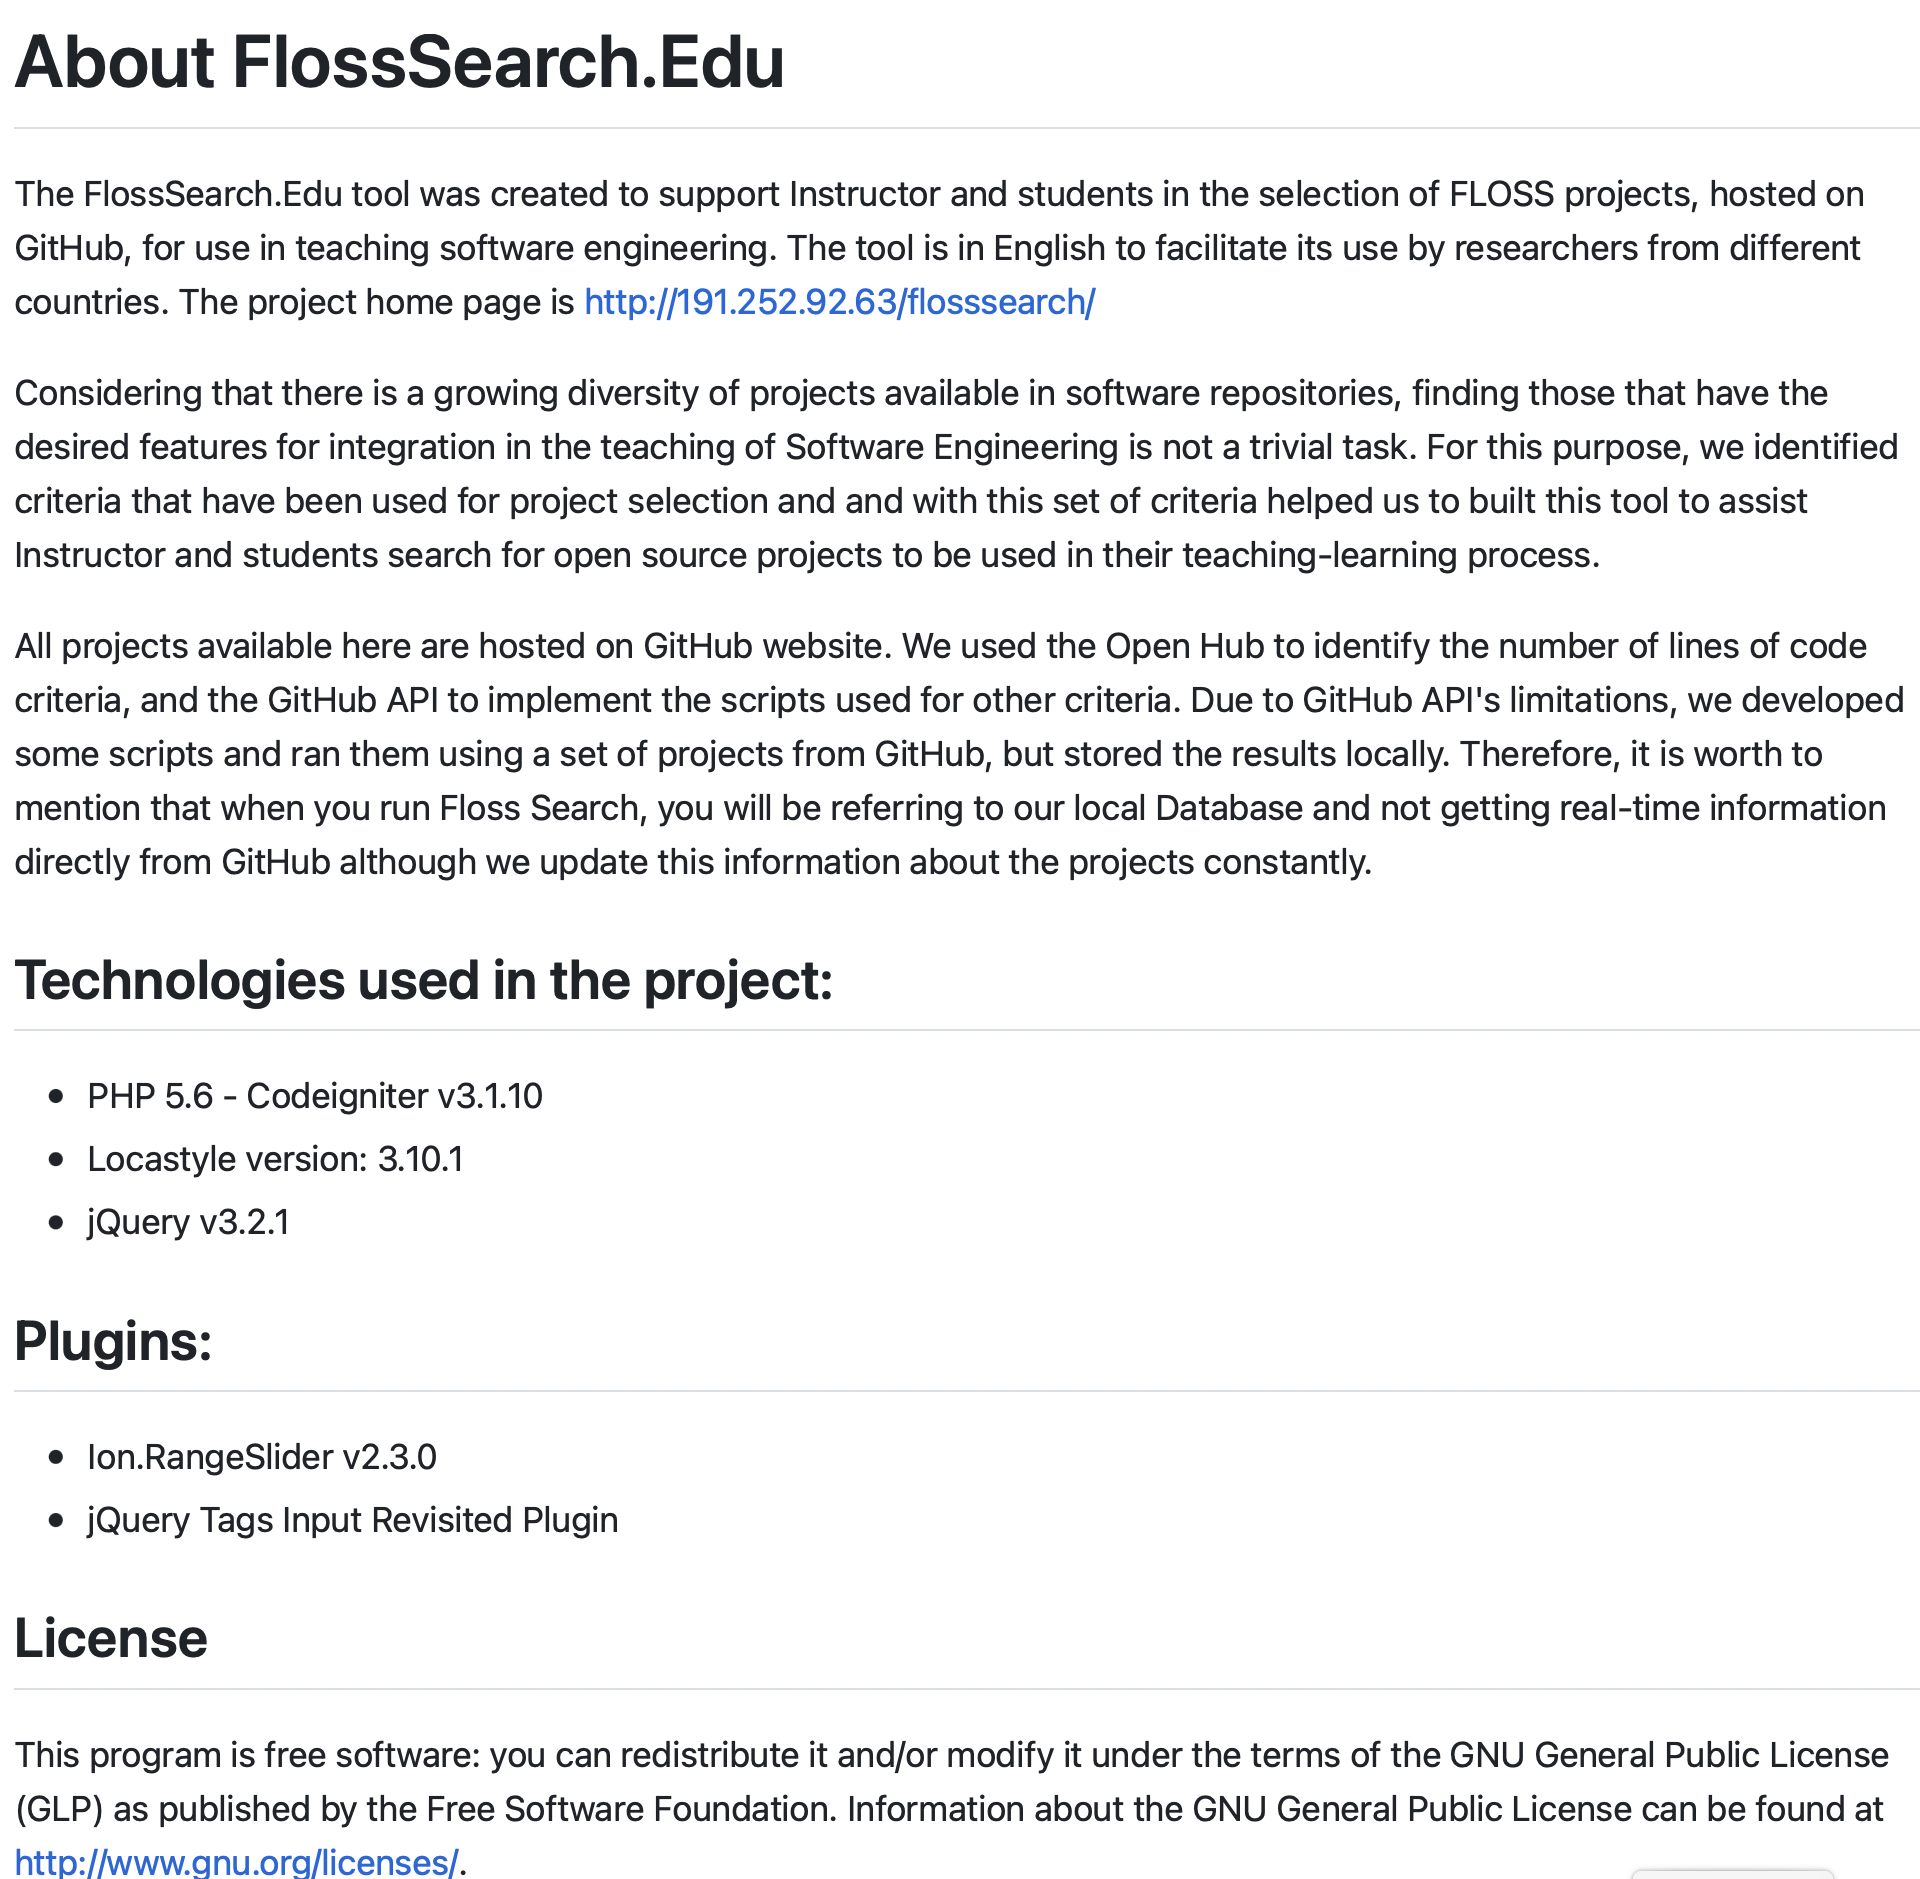 About FlossSearch.Edu
The FlossSearch.Edu tool was created to support Instructor and students in the selection of FLOSS projects, hosted on
GitHub, for use in teaching software engineering. The tool is in English to facilitate its use by researchers from different
countries. The project home page is http://191.252.92.63/flosssearch/
Considering that there is a growing diversity of projects available in software repositories, finding those that have the
desired features for integration in the teaching of Software Engineering is not a trivial task. For this purpose, we identified
criteria that have been used for project selection and and with this set of criteria helped us to built this tool to assist
Instructor and students search for open source projects to be used in their teaching-learning process.
All projects available here are hosted on GitHub website. We used the Open Hub to identify the number of lines of code
criteria, and the GitHub API to implement the scripts used for other criteria. Due to GitHub API's limitations, we developed
some scripts and ran them using a set of projects from GitHub, but stored the results locally. Therefore, it is worth to
mention that when you run Floss Search, you will be referring to our local Database and not getting real-time information
directly from GitHub although we update this information about the projects constantly.
Technologies used in the project:
• PHP 5.6 - Codeigniter v3.1.10
• Locastyle version: 3.10.1
• jQuery v3.2.1
Plugins:
• Ion.RangeSlider v2.3.0
• jQuery Tags Input Revisited Plugin
License
This program is free software: you can redistribute it and/or modify it under the terms of the GNU General Public License
(GLP) as published by the Free Software Foundation. Information about the GNU General Public License can be found at
http://www.gnu.org/licenses/.